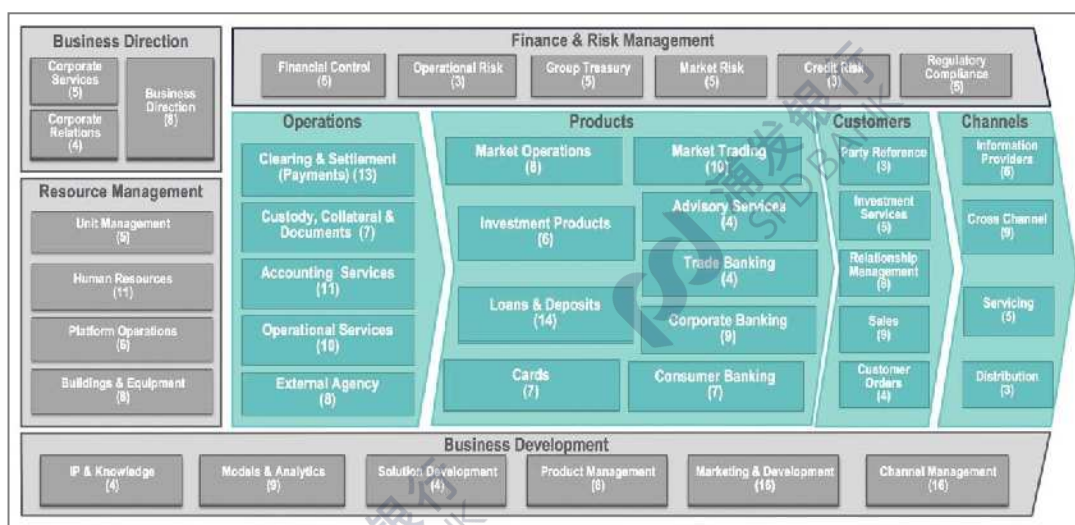 Business Direction
Corporate
Services
(5)
Corporate
Relations
(4)
Business
Direction
(8)
Resource Management
Unit Management
(5)
Human Resources
(11)
Platform Operations
(6)
Buildings & Equipment
(8)
Finance & Risk Management
Financial Control
(5)
Operational Risk
(3)
Group Treasury
(5)
Market Risk
(5)
Credit Risk
(3)
Regulatory
Compliance
(5)
Operations
Clearing & Settlement
(Payments) (13)
Custody, Collateral &
Documents (7)
Accounting Services
(11)
Operational Services
(10)
External Agency
(8)
Products
Market Operations
(8)
Market Trading
(10)
Investment Products
(6)
Advisory Services
(4)
Trade Banking
(4)
Loans & Deposits
(14)
Corporate Banking
(9)
Cards
(7)
Consumer Banking
(7)
Customers
Party Reference
(3)
Investment
Services
(5)
Relationship
Management
(8)
Sales
(9)
Customer
Orders
(4)
Channels
Information
Providers
(6)
Cross Channel
(9)
Servicing
(5)
Distribution
(3)
Business Development
IP & Knowledge
(4)
Models & Analytics
(9)
Solution Development
(4)
Product Management
(6)
Marketing & Development
(16)
Channel Management
(16)
浦发银行
SPD BANK